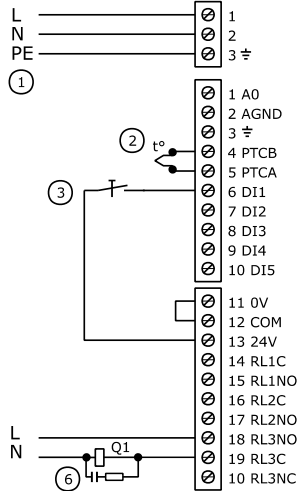 L 1
N 2
PE 3
1
1 A0
2 AGND
3
2 t° 4 PTCB
5 PTCA
3 6 DI1
7 DI2
8 DI3
9 DI4
10 DI5
11 0V
12 COM
13 24V
14 RL1C
15 RL1NO
16 RL2C
17 RL2NO
L 18 RL3NO
N Q1 19 RL3C
6 10 RL3NC